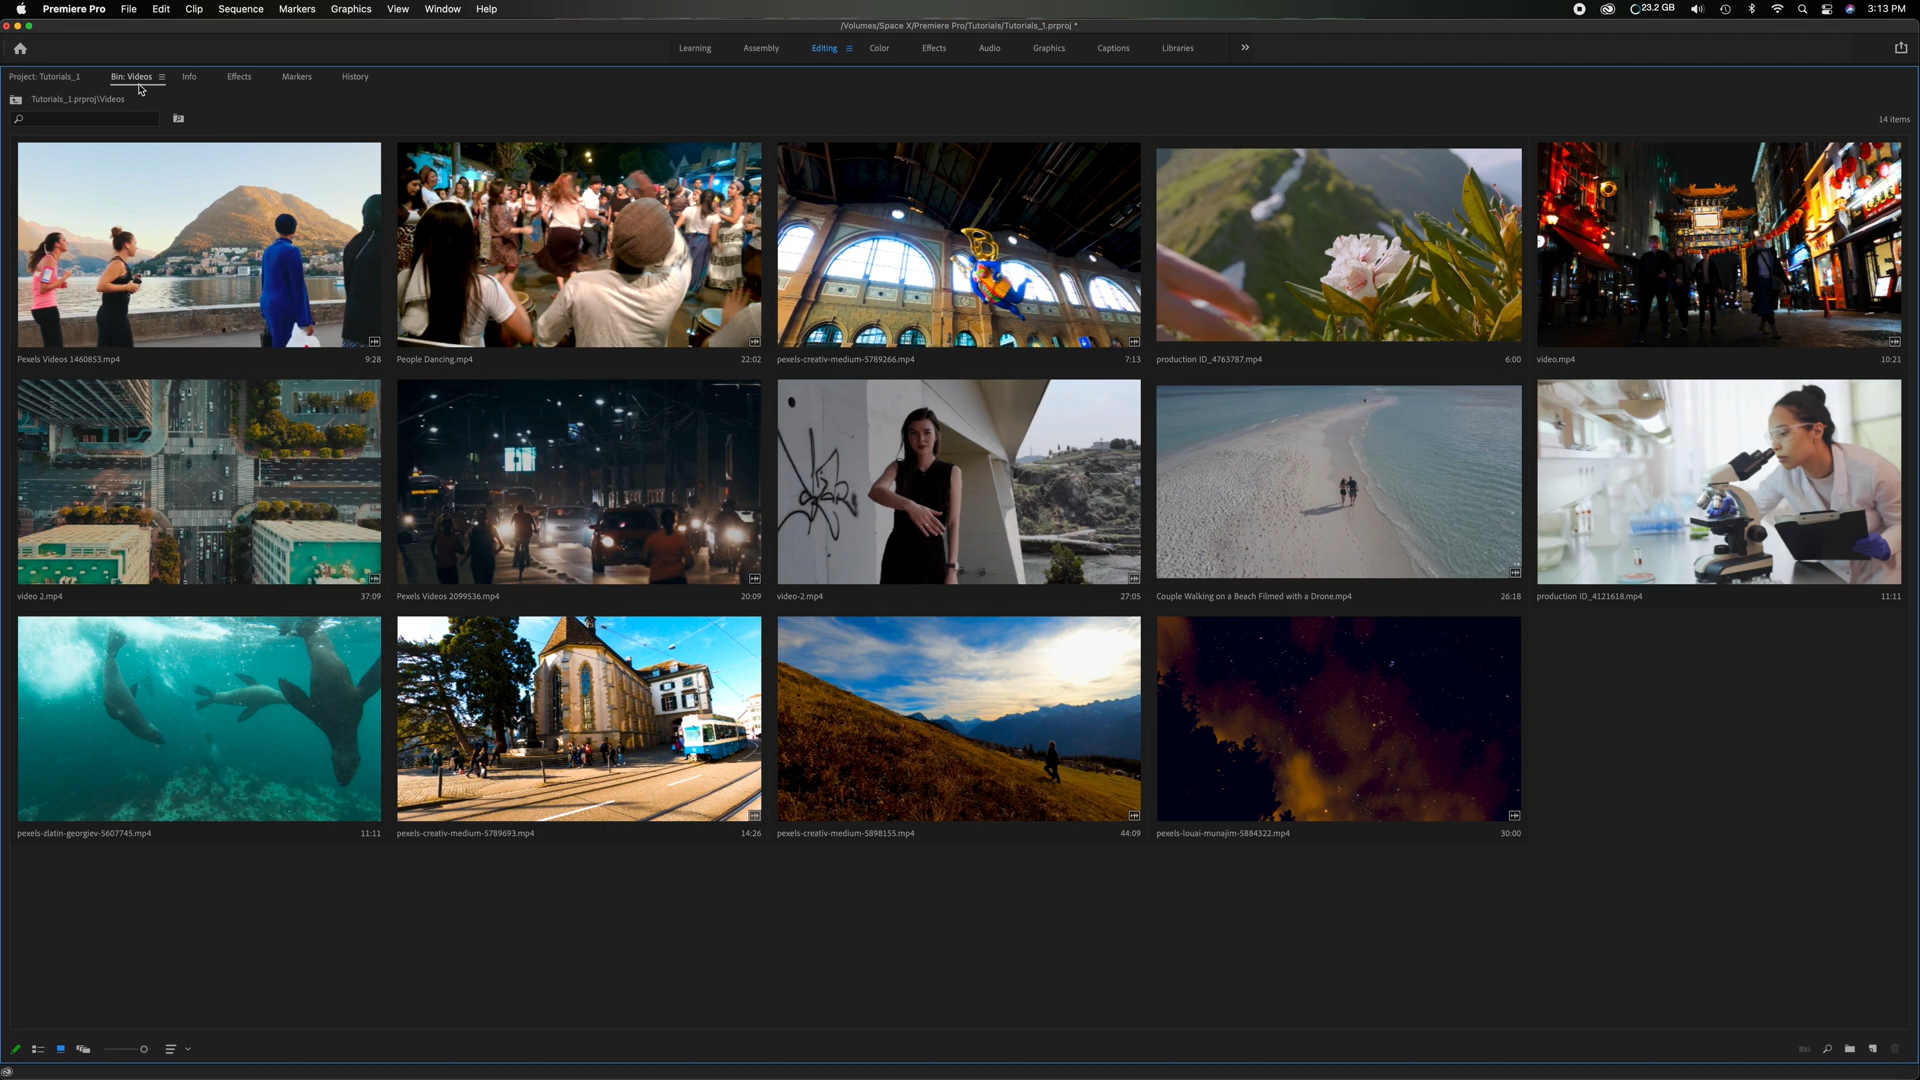 Premiere Pro File Edit Clip Sequence Markers Graphics View Window Help 23.2 GB 3:13 PM
/Volumes/Space X/Premiere Pro/Tutorials/Tutorials_1.prproj *
Learning Assembly Editing Color Effects Audio Graphics Captions Libraries
Project: Tutorials_1 Bin: Videos Info Effects Markers History
Tutorials_1.prproj\Videos
14 items
Pexels Videos 1460853.mp4 9:28 People Dancing.mp4 22:02 pexels-creativ-medium-5789266.mp4 7:13 production ID_4763787.mp4 6:00 video.mp4 10:21
video 2.mp4 37:09 Pexels Videos 2099536.mp4 20:09 video-2.mp4 27:05 Couple Walking on a Beach Filmed with a Drone.mp4 26:18 production ID_4121618.mp4 11:11
pexels-zlatin-georgiev-5607745.mp4 11:11 pexels-creativ-medium-5789693.mp4 14:26 pexels-creativ-medium-5898155.mp4 44:09 pexels-louai-munajim-5884322.mp4 30:00